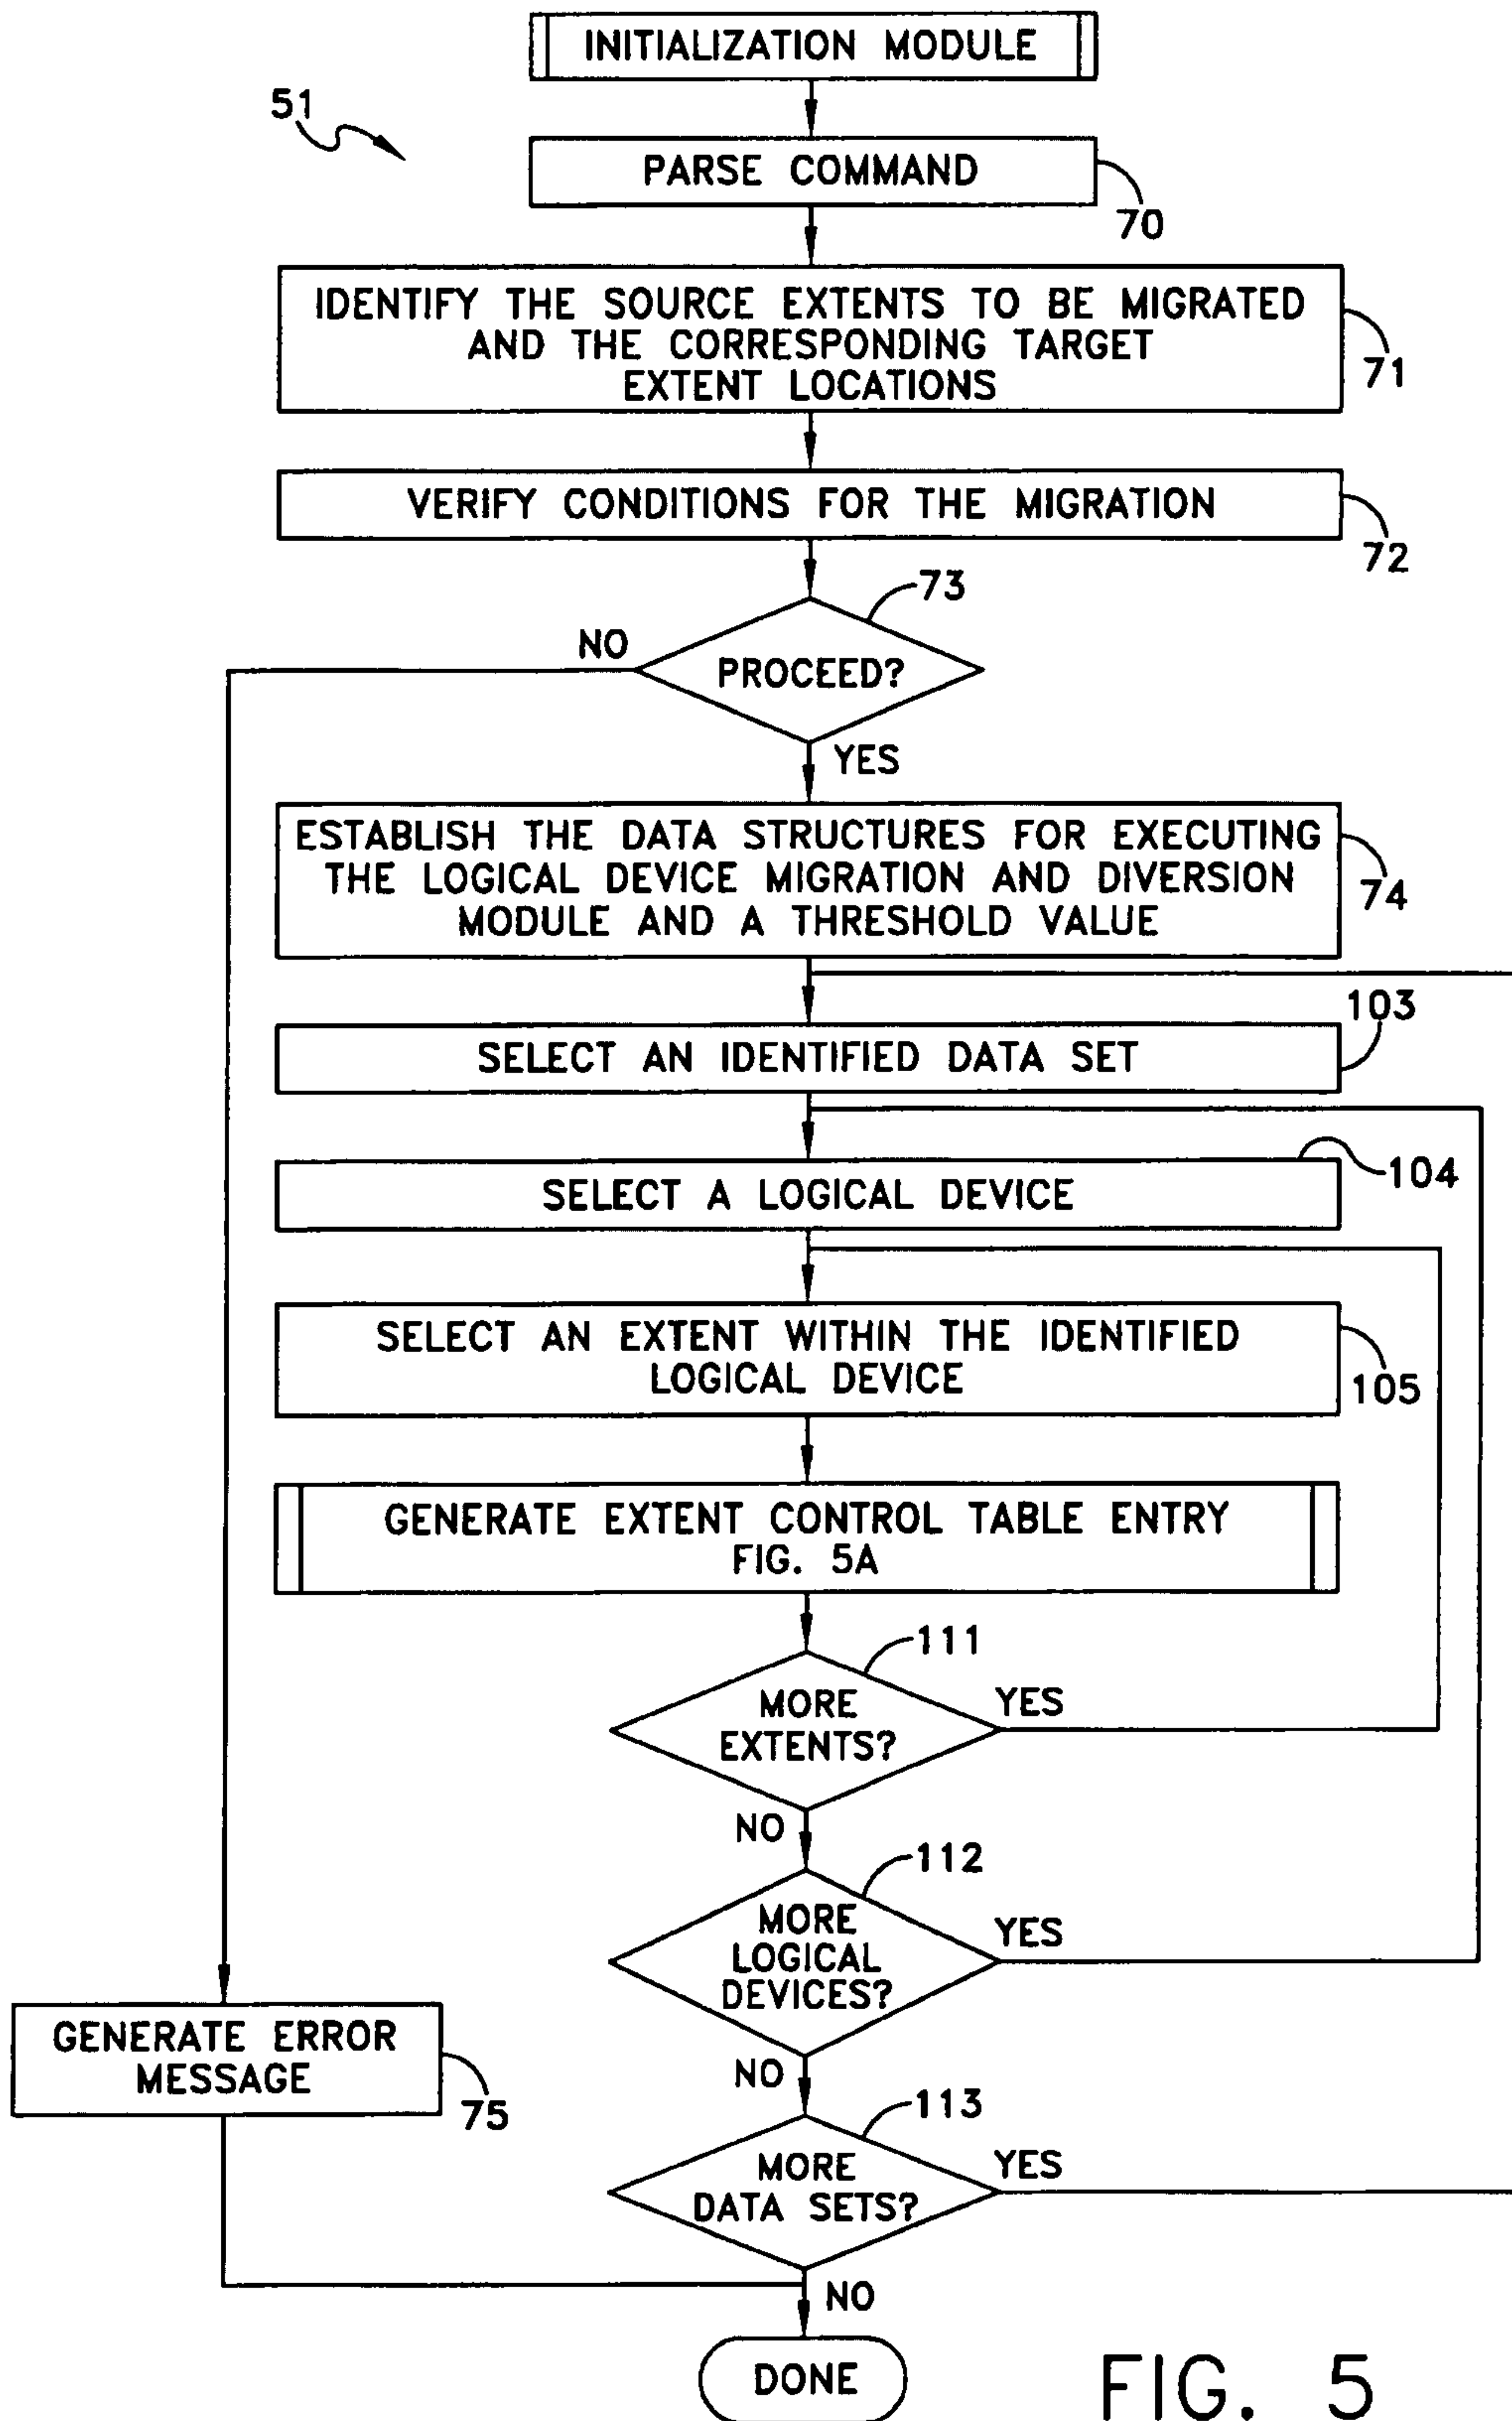 INITIALIZATION MODULE
51
PARSE COMMAND
70
IDENTIFY THE SOURCE EXTENTS TO BE MIGRATED
AND THE CORRESPONDING TARGET
EXTENT LOCATIONS
71
VERIFY CONDITIONS FOR THE MIGRATION
72
73
NO
PROCEED?
YES
ESTABLISH THE DATA STRUCTURES FOR EXECUTING
THE LOGICAL DEVICE MIGRATION AND DIVERSION
MODULE AND A THRESHOLD VALUE
74
103
SELECT AN IDENTIFIED DATA SET
104
SELECT A LOGICAL DEVICE
SELECT AN EXTENT WITHIN THE IDENTIFIED
LOGICAL DEVICE
105
GENERATE EXTENT CONTROL TABLE ENTRY
FIG. 5A
111
MORE
EXTENTS?
YES
NO
112
MORE
LOGICAL
DEVICES?
YES
GENERATE ERROR
MESSAGE
75
NO
113
MORE
DATA SETS?
YES
NO
DONE
FIG. 5